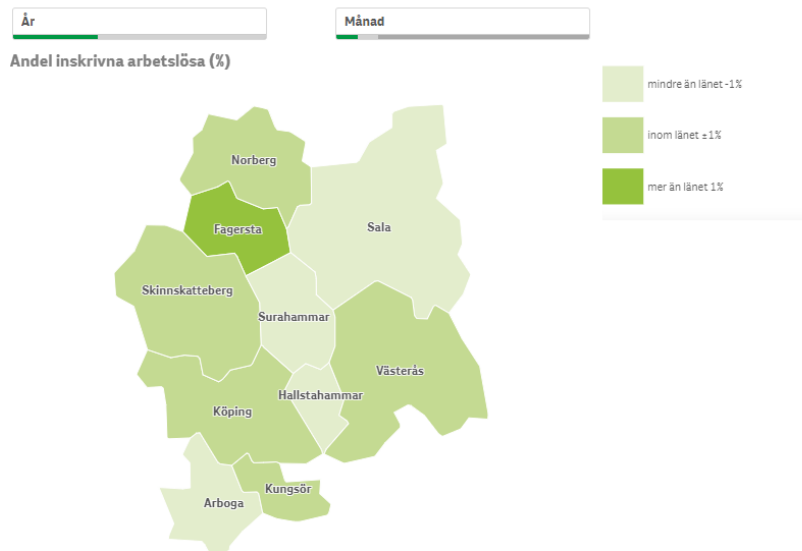 År
Månad
Andel inskrivna arbetslösa (%)
mindre än länet -1%
inom länet ±1%
mer än länet 1%
Norberg
Fagersta
Sala
Skinnskatteberg
Surahammar
Västerås
Hallstahammar
Köping
Kungsör
Arboga